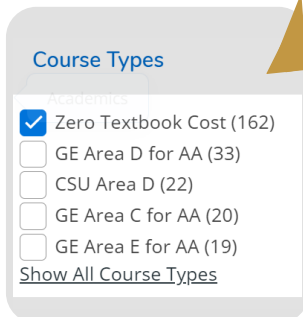 Course Types
Academics
Zero Textbook Cost (162)
GE Area D for AA (33)
CSU Area D (22)
GE Area C for AA (20)
GE Area E for AA (19)
Show All Course Types